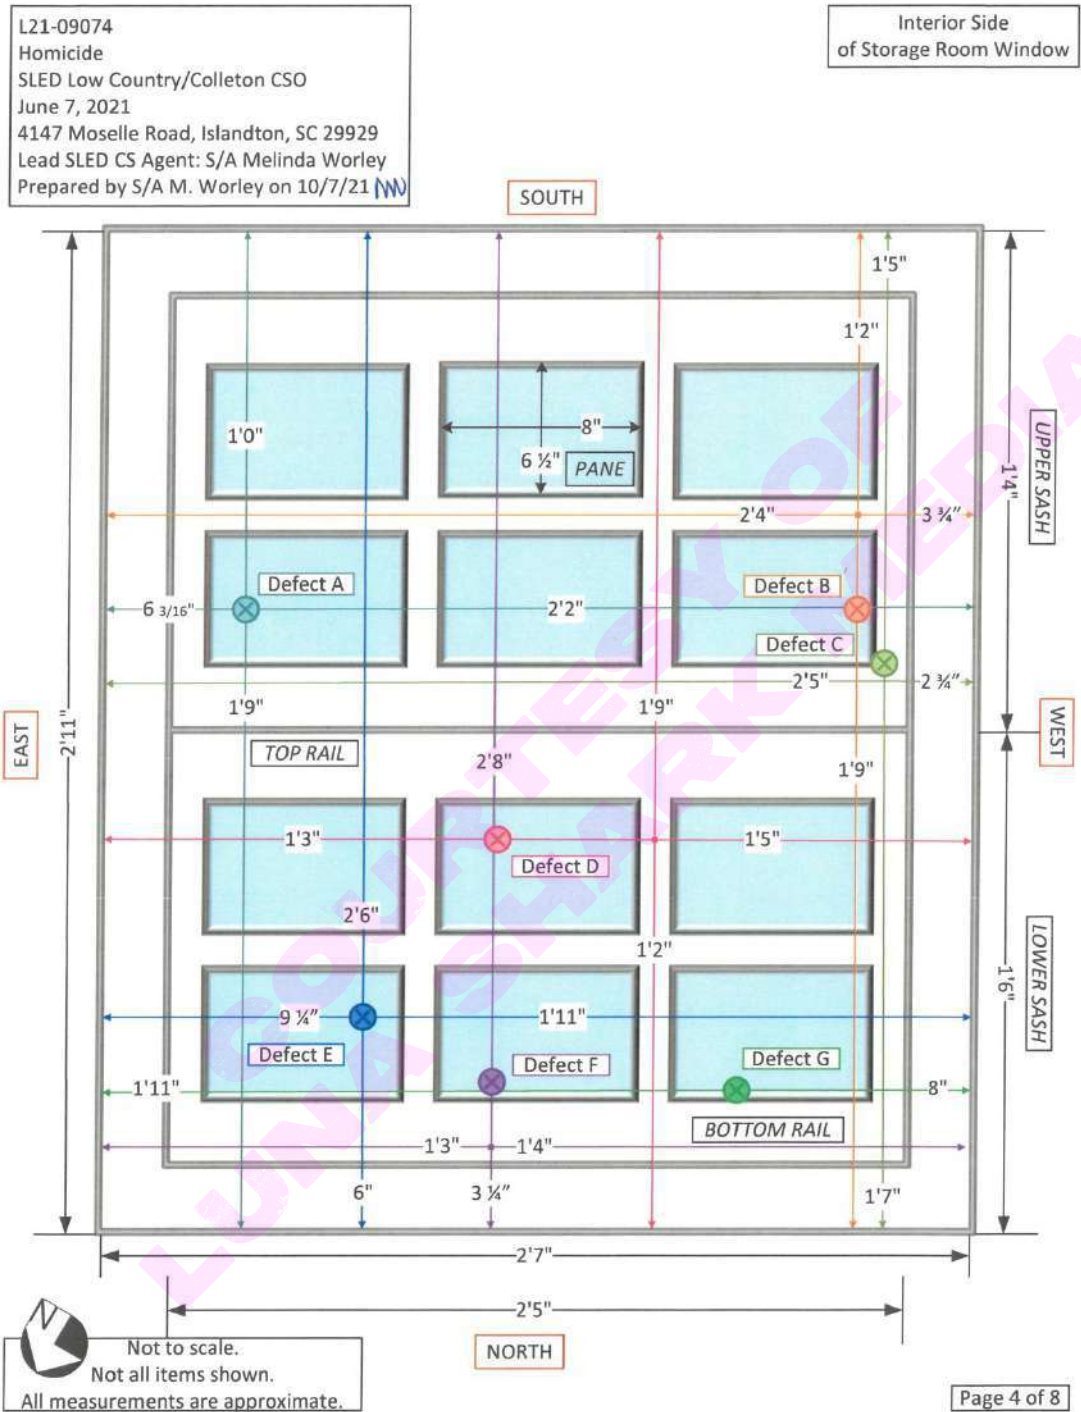 L21-09074
Homicide
SLED Low Country/Colleton CSO
June 7, 2021
4147 Moselle Road, Islandton, SC 29929
Lead SLED CS Agent: S/A Melinda Worley
Prepared by S/A M. Worley on 10/7/21 MW
Interior Side
of Storage Room Window
SOUTH
1'5"
1'2"
1'0"
8"
6 ½"
PANE
UPPER SASH
1'4"
2'4"
3 ¾"
Defect A
Defect B
6 3/16"
2'2"
Defect C
2'5"
2 ¾"
1'9"
1'9"
EAST
2'11"
WEST
TOP RAIL
2'8"
1'9"
1'3"
1'5"
Defect D
2'6"
1'2"
LOWER SASH
1'6"
9 ¼"
1'11"
Defect E
Defect F
Defect G
1'11"
8"
BOTTOM RAIL
1'3"
1'4"
6"
3 ¼"
1'7"
2'7"
2'5"
NORTH
N
Not to scale.
Not all items shown.
All measurements are approximate.
Page 4 of 8
COURTESY OF
LUNA SHARK MEDIA